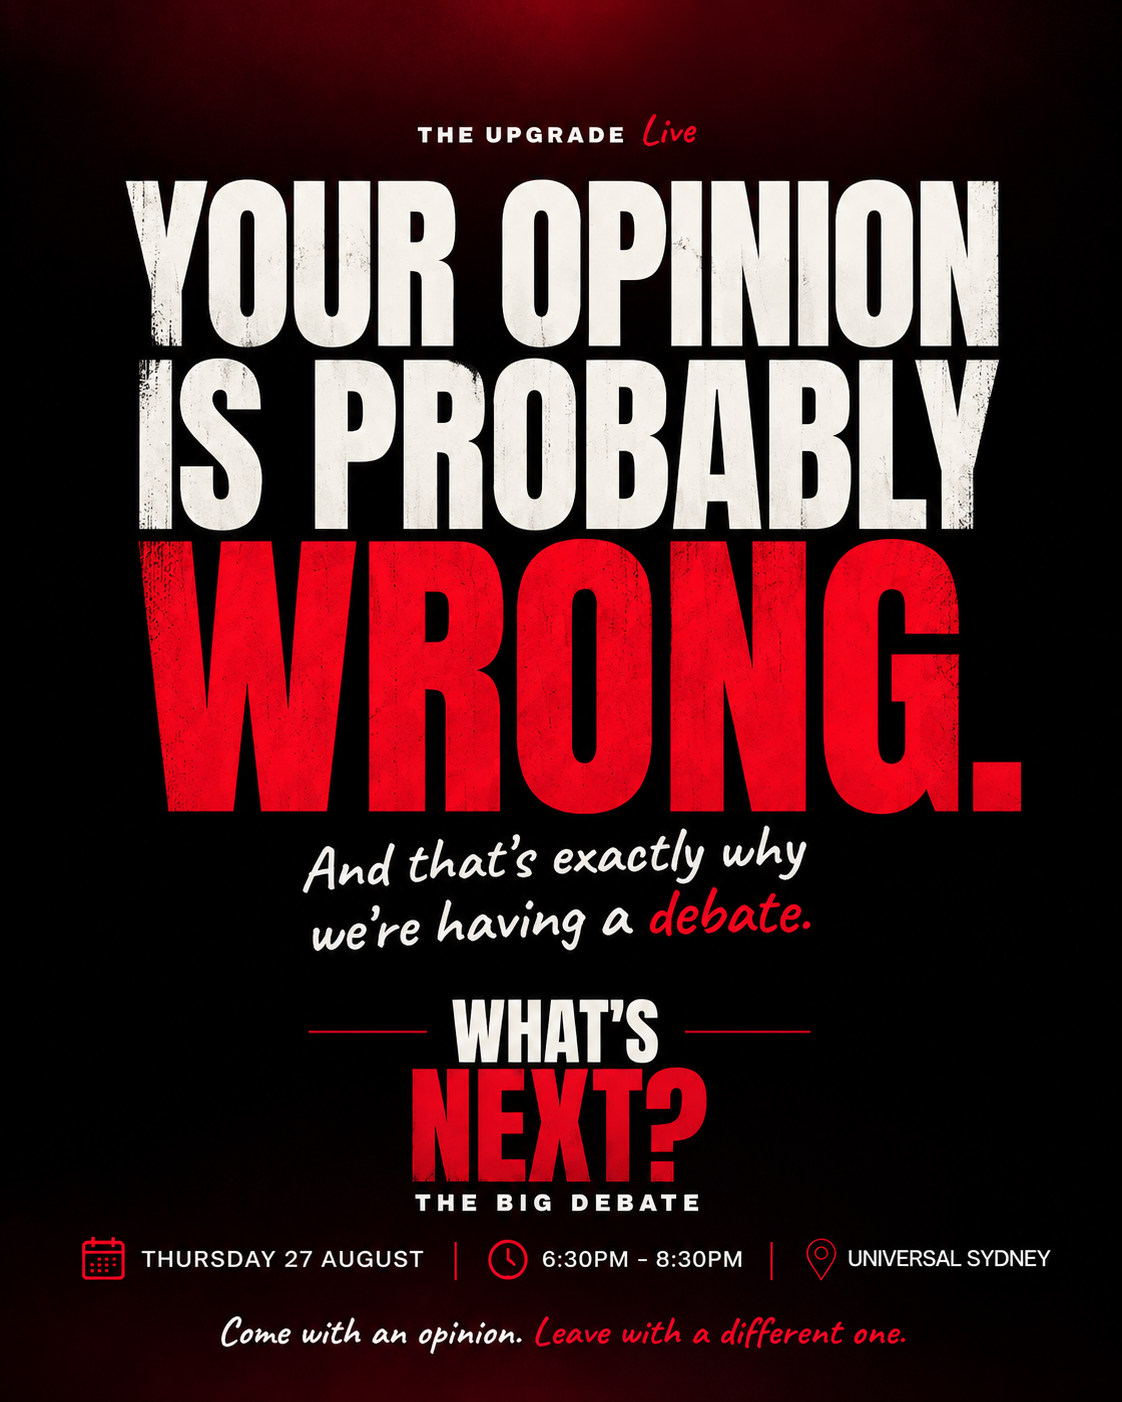 THE UPGRADE Live
YOUR OPINION
IS PROBABLY
WRONG.
And that's exactly why
we're having a debate.
WHAT'S
NEXT?
THE BIG DEBATE
THURSDAY 27 AUGUST | 6:30PM – 8:30PM | UNIVERSAL SYDNEY
Come with an opinion. Leave with a different one.